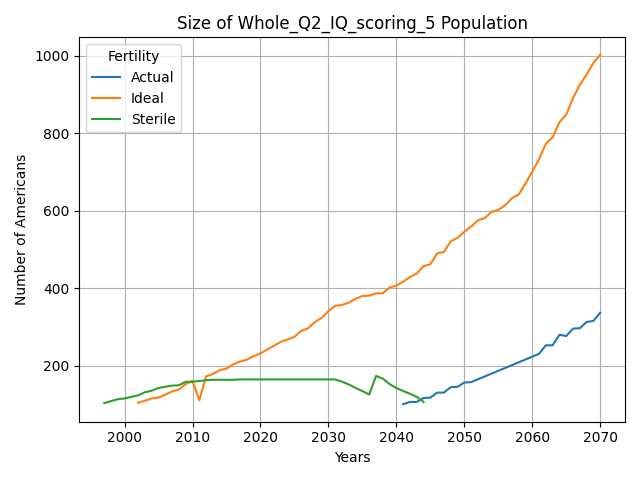 Size of Whole_Q2_IQ_scoring_5 Population
Fertility
Actual
Ideal
Sterile
Number of Americans
1000
800
600
400
200
2000 2010 2020 2030 2040 2050 2060 2070
Years